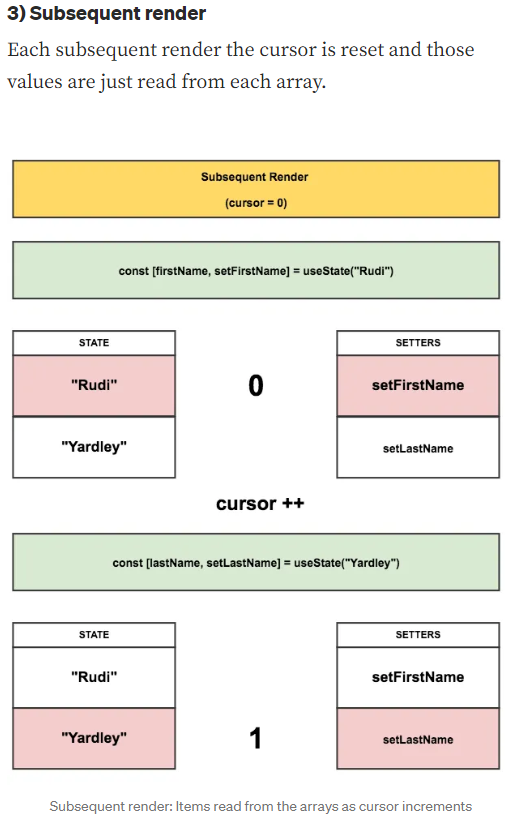 3) Subsequent render
Each subsequent render the cursor is reset and those
values are just read from each array.
Subsequent Render
(cursor = 0)
const [firstName, setFirstName] = useState("Rudi")
STATE
SETTERS
"Rudi"
0
setFirstName
"Yardley"
setLastName
cursor ++
const [lastName, setLastName] = useState("Yardley")
STATE
SETTERS
"Rudi"
setFirstName
"Yardley"
1
setLastName
Subsequent render: Items read from the arrays as cursor increments